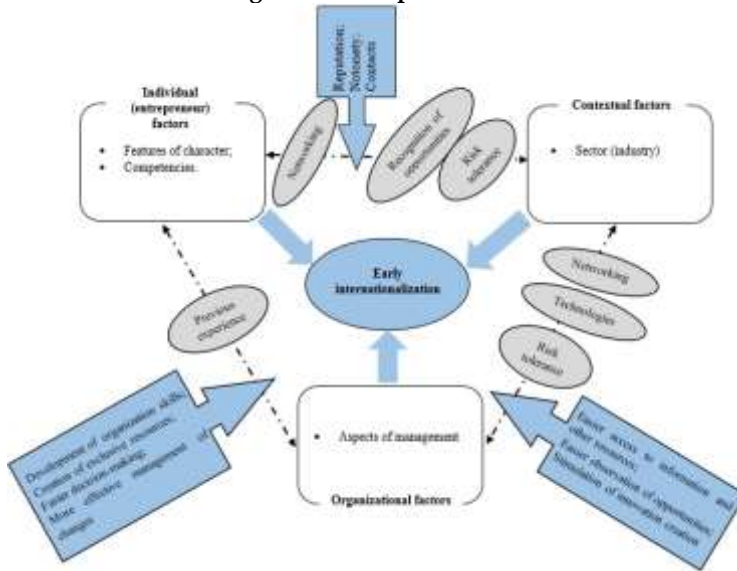 Reputation;
Notoriety;
Contacts
Individual
(entrepreneur)
factors
• Features of character;
• Competencies.
Networking
Recognition of
opportunities
Risk
tolerance
Contextual factors
• Sector (industry)
Early
internationalization
Previous
experience
Networking
Technologies
Risk
tolerance
• Aspects of management
Organizational factors
Development of organization skills;
Creation of exclusive resources;
Faster decision-making;
More effective management of
changes
Easier access to information and
other resources;
Faster observation of opportunities;
Stimulation of innovation creation